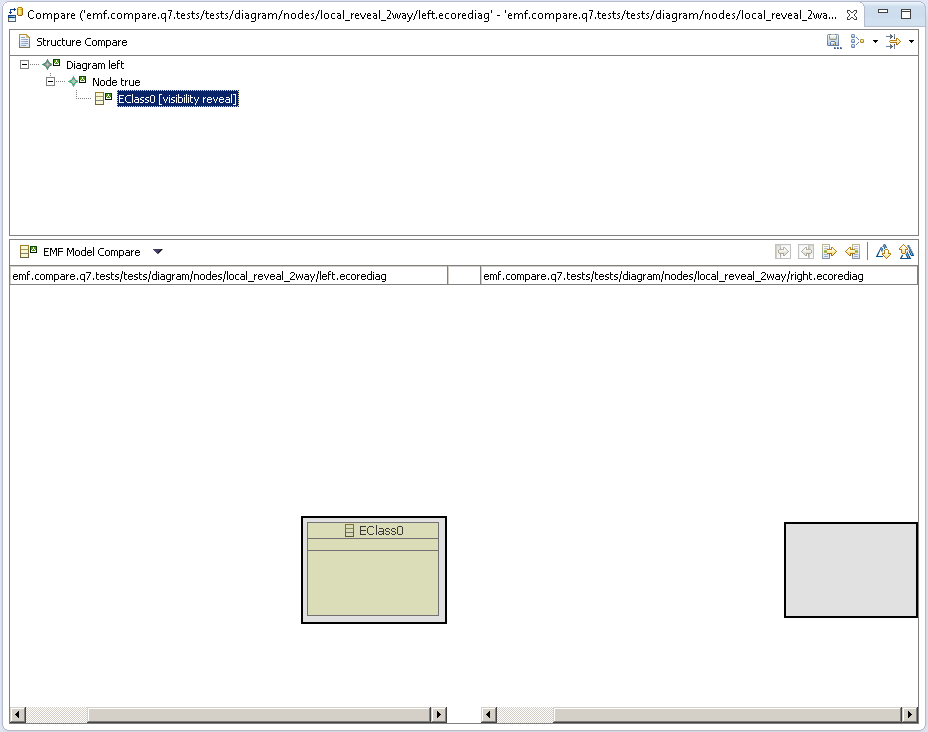 Compare ('emf.compare.q7.tests/tests/diagram/nodes/local_reveal_2way/left.ecorediag' - 'emf.compare.q7.tests/tests/diagram/nodes/local_reveal_2wa...
Structure Compare
Diagram left
Node true
EClass0 [visibility reveal]
EMF Model Compare
emf.compare.q7.tests/tests/diagram/nodes/local_reveal_2way/left.ecorediag
emf.compare.q7.tests/tests/diagram/nodes/local_reveal_2way/right.ecorediag
EClass0